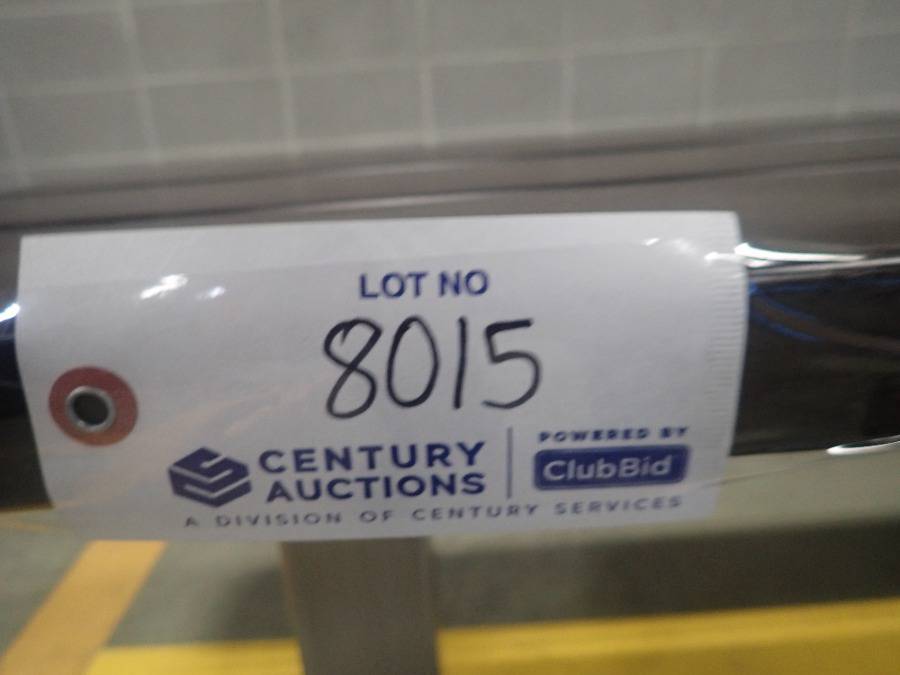 LOT NO
8015
CENTURY AUCTIONS
POWERED BY
ClubBid
A DIVISION OF CENTURY SERVICES